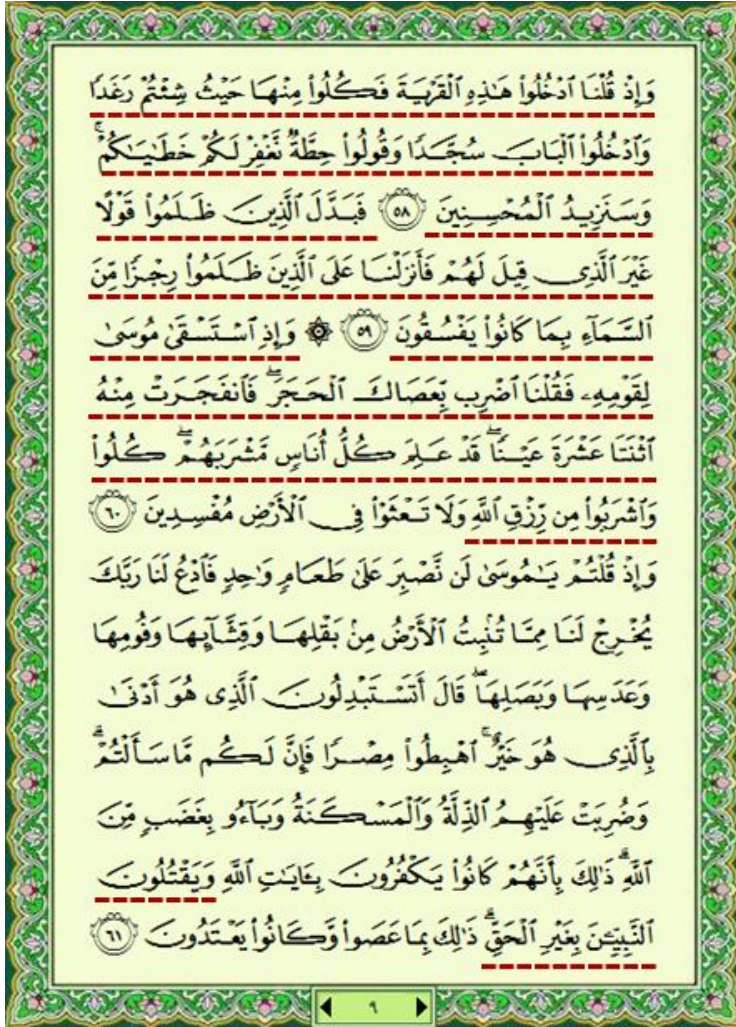 وَإِذْ قُلْنَا ٱدْخُلُوا۟ هَـٰذِهِ ٱلْقَرْيَةَ فَكُلُوا۟ مِنْهَا حَيْثُ شِئْتُمْ رَغَدًا
وَٱدْخُلُوا۟ ٱلْبَابَ سُجَّدًا وَقُولُوا۟ حِطَّةٌ نَّغْفِرْ لَكُمْ خَطَـٰيَـٰكُمْ ۚ
وَسَنَزِيدُ ٱلْمُحْسِنِينَ ﴿٥٨﴾ فَبَدَّلَ ٱلَّذِينَ ظَلَمُوا۟ قَوْلًا
غَيْرَ ٱلَّذِى قِيلَ لَهُمْ فَأَنزَلْنَا عَلَى ٱلَّذِينَ ظَلَمُوا۟ رِجْزًا مِّنَ
ٱلسَّمَآءِ بِمَا كَانُوا۟ يَفْسُقُونَ ﴿٥٩﴾ ۞ وَإِذِ ٱسْتَسْقَىٰ مُوسَىٰ
لِقَوْمِهِۦ فَقُلْنَا ٱضْرِب بِّعَصَاكَ ٱلْحَجَرَ ۖ فَٱنفَجَرَتْ مِنْهُ
ٱثْنَتَا عَشْرَةَ عَيْنًا ۖ قَدْ عَلِمَ كُلُّ أُنَاسٍ مَّشْرَبَهُمْ ۖ كُلُوا۟
وَٱشْرَبُوا۟ مِن رِّزْقِ ٱللَّهِ وَلَا تَعْثَوْا۟ فِى ٱلْأَرْضِ مُفْسِدِينَ ﴿٦٠﴾
وَإِذْ قُلْتُمْ يَـٰمُوسَىٰ لَن نَّصْبِرَ عَلَىٰ طَعَامٍ وَٰحِدٍ فَٱدْعُ لَنَا رَبَّكَ
يُخْرِجْ لَنَا مِمَّا تُنۢبِتُ ٱلْأَرْضُ مِنۢ بَقْلِهَا وَقِثَّآئِهَا وَفُومِهَا
وَعَدَسِهَا وَبَصَلِهَا ۖ قَالَ أَتَسْتَبْدِلُونَ ٱلَّذِى هُوَ أَدْنَىٰ
بِٱلَّذِى هُوَ خَيْرٌ ۚ ٱهْبِطُوا۟ مِصْرًا فَإِنَّ لَكُم مَّا سَأَلْتُمْ ۗ
وَضُرِبَتْ عَلَيْهِمُ ٱلذِّلَّةُ وَٱلْمَسْكَنَةُ وَبَآءُو بِغَضَبٍ مِّنَ
ٱللَّهِ ۗ ذَٰلِكَ بِأَنَّهُمْ كَانُوا۟ يَكْفُرُونَ بِـَٔايَـٰتِ ٱللَّهِ وَيَقْتُلُونَ
ٱلنَّبِيِّـۧنَ بِغَيْرِ ٱلْحَقِّ ۗ ذَٰلِكَ بِمَا عَصَوا۟ وَّكَانُوا۟ يَعْتَدُونَ ﴿٦١﴾
٩